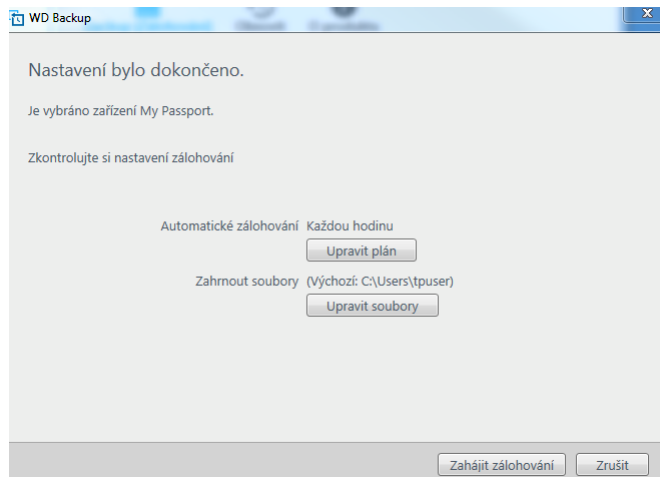 WD Backup
Nastavení bylo dokončeno.
Je vybráno zařízení My Passport.
Zkontrolujte si nastavení zálohování
Automatické zálohování Každou hodinu
Upravit plán
Zahrnout soubory (Výchozí: C:\Users\tpuser)
Upravit soubory
Zahájit zálohování Zrušit